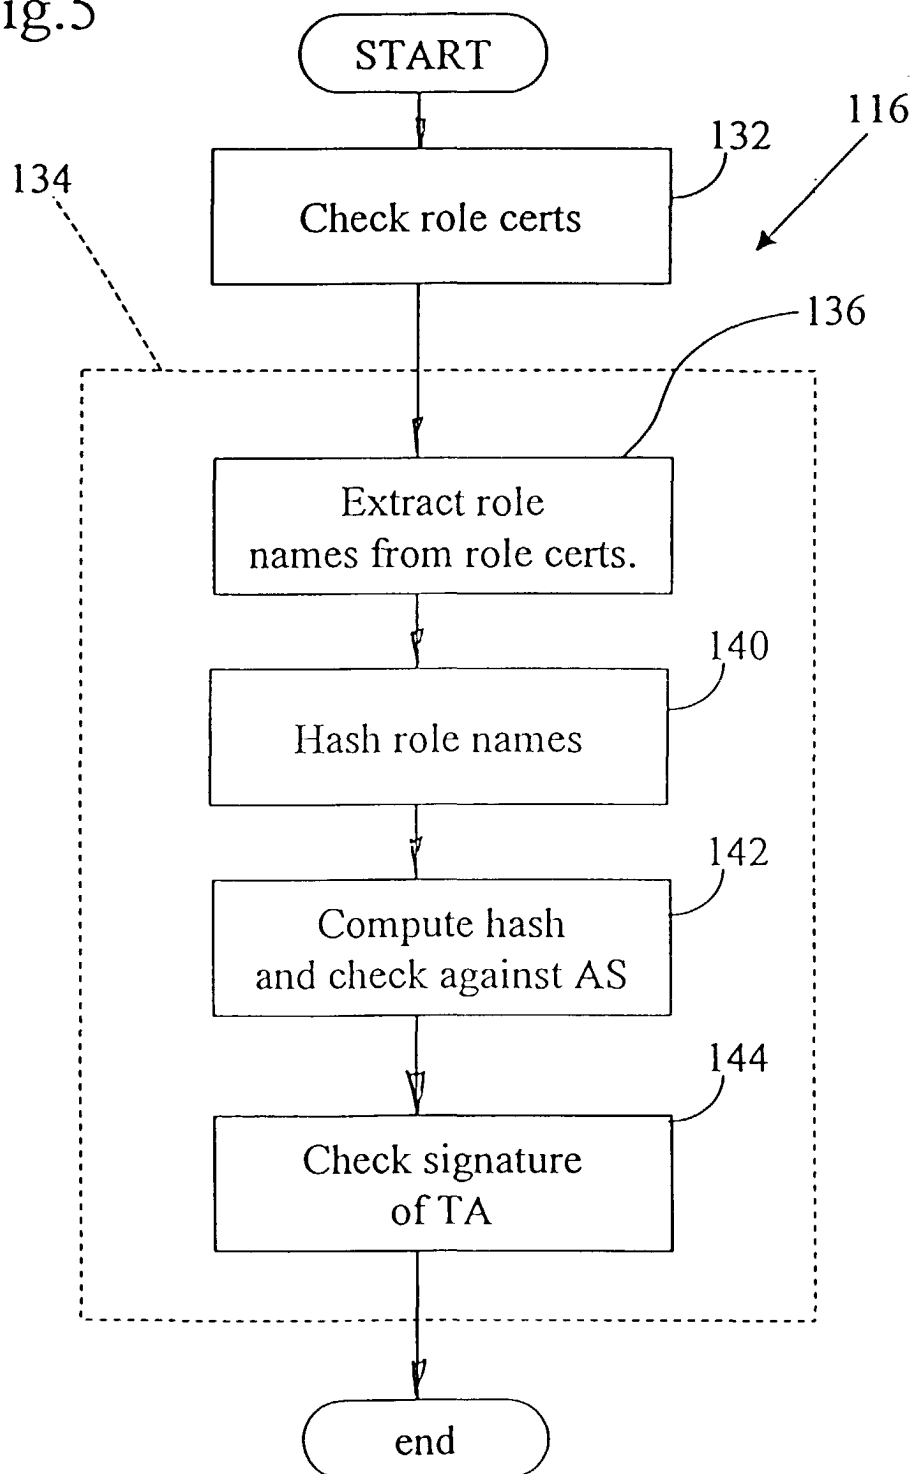 ig.5
START
116
132
134
Check role certs
136
Extract role
names from role certs.
140
Hash role names
142
Compute hash
and check against AS
144
Check signature
of TA
end